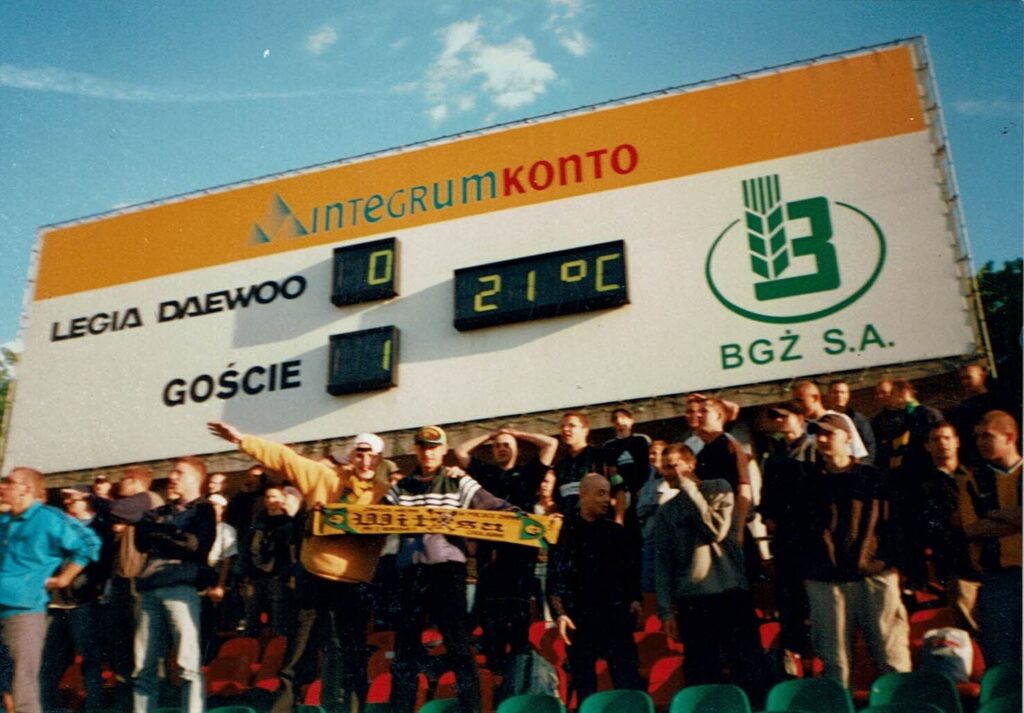 INTEGRUMKONTO
LEGIA DAEWOO 0
21°C
GOŚCIE 1
B
BGŻ S.A.